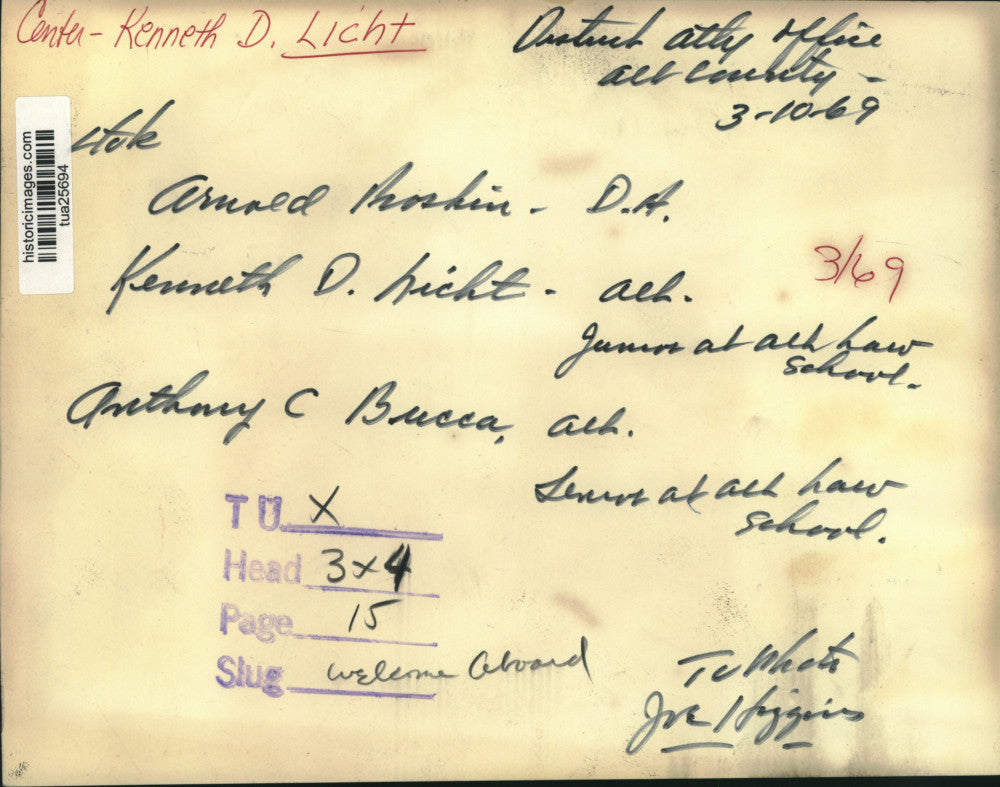 Center - Kenneth D. Licht
District atty office
alb county -
3-10-69
historicimages.com
tua25694
Arnold Proskin - D.A.
3/69
Kenneth D. Licht - alb.
Junior at alb Law
School.
Anthony C Bucca, alb.
Senior at alb Law
School.
T U X
Head 3x4
Page 15
Slug welcome Aboard
TU Photo
Joe Higgins